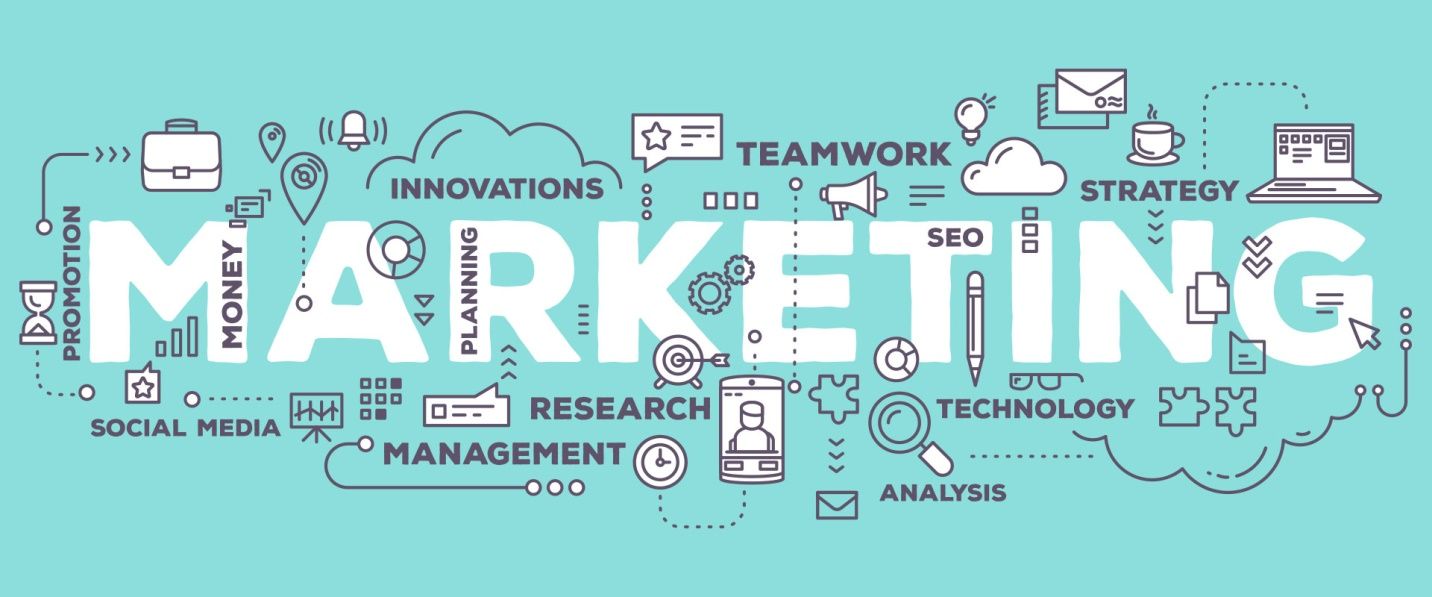 TEAMWORK
INNOVATIONS
STRATEGY
PROMOTION
MONEY
PLANNING
SEO
MARKETING
RESEARCH
TECHNOLOGY
SOCIAL MEDIA
MANAGEMENT
ANALYSIS